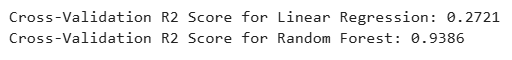 Cross-Validation R2 Score for Linear Regression: 0.2721
Cross-Validation R2 Score for Random Forest: 0.9386